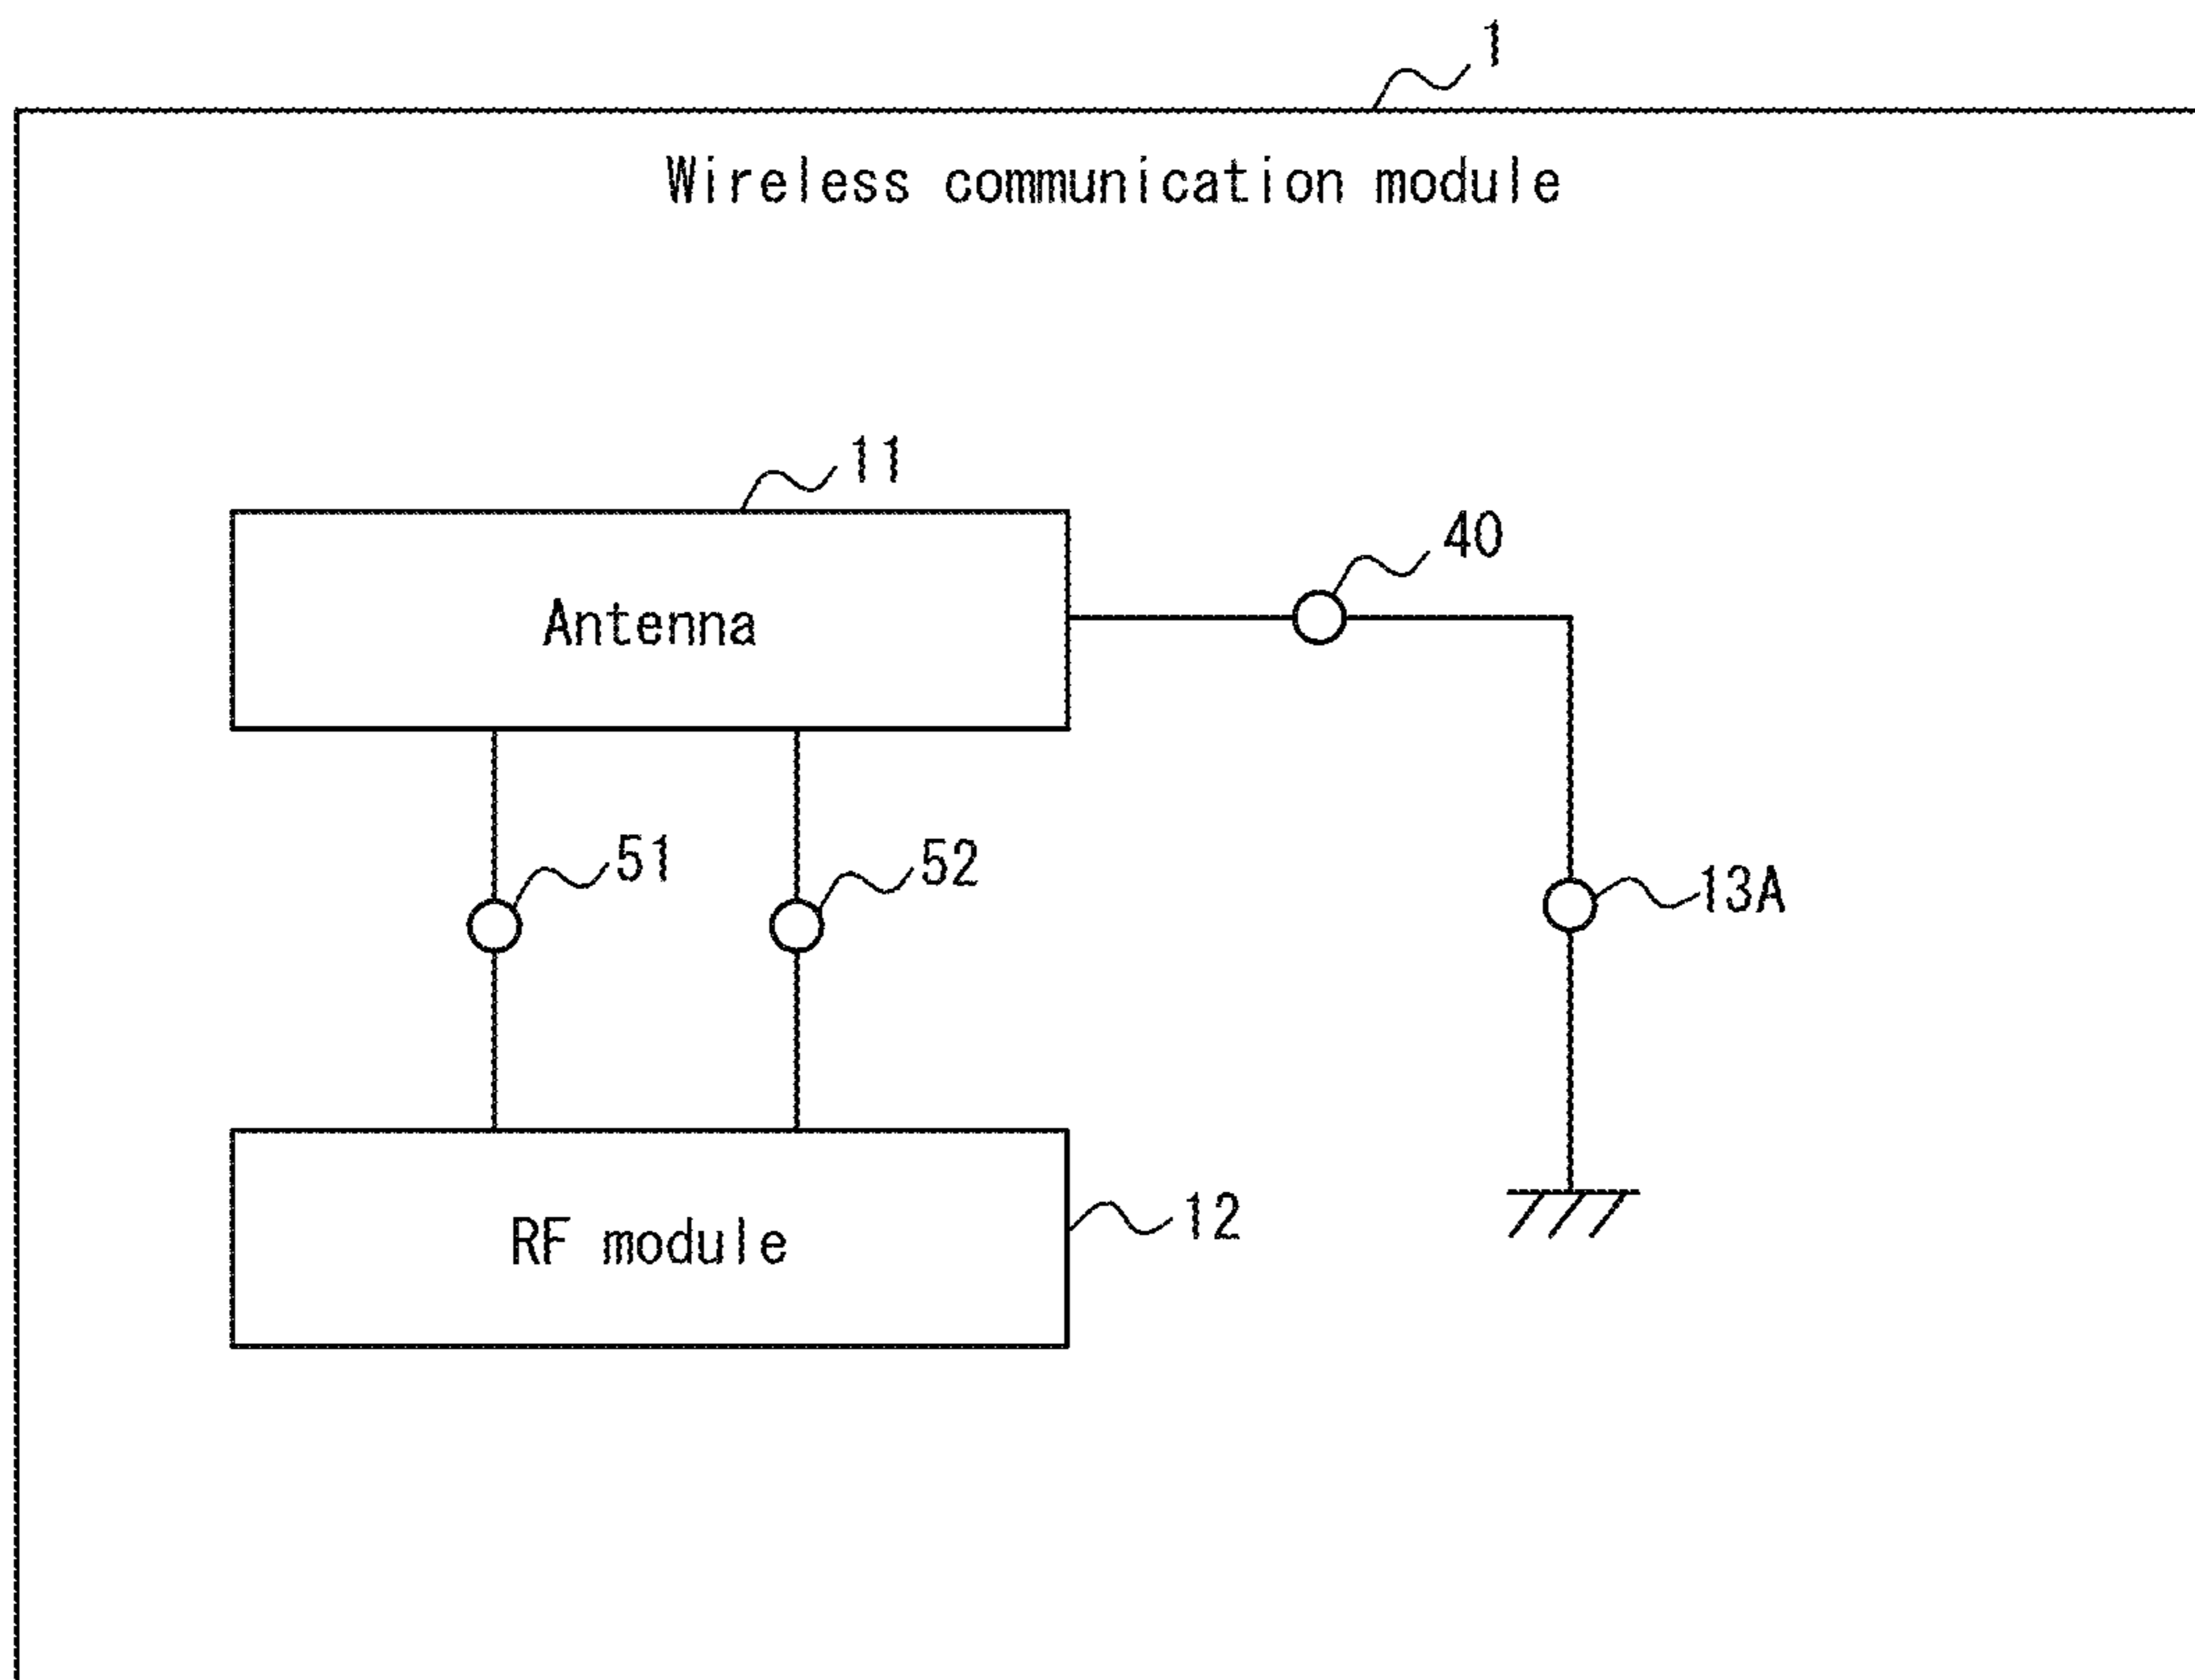 1
Wireless communication module
11
40
Antenna
51
52
13A
12
RF module